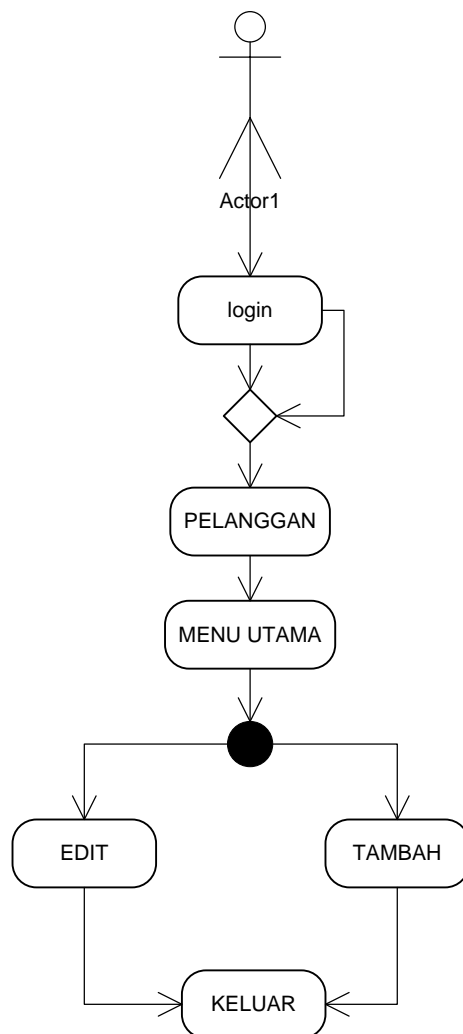 Actor1
login
PELANGGAN
MENU UTAMA
EDIT
TAMBAH
KELUAR